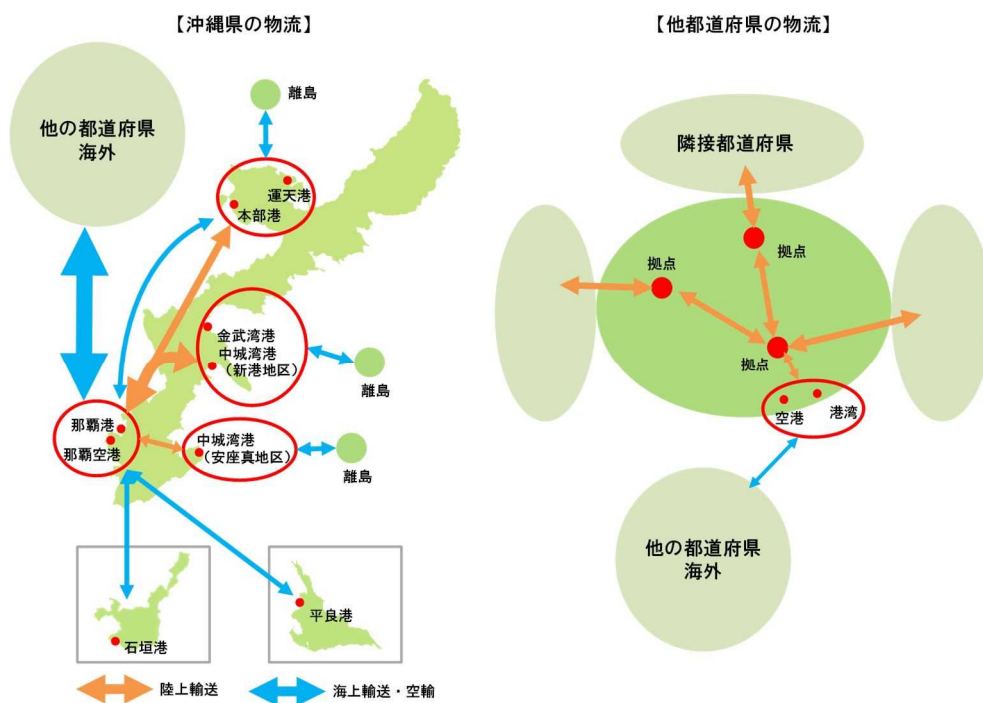 【沖縄県の物流】
他の都道府県
海外
離島
運天港
本部港
金武湾港
中城湾港
(新港地区)
離島
那覇港
那覇空港
中城湾港
(安座真地区)
離島
石垣港
平良港
陸上輸送
海上輸送・空輸
【他都道府県の物流】
隣接都道府県
拠点
拠点
拠点
空港
港湾
他の都道府県
海外